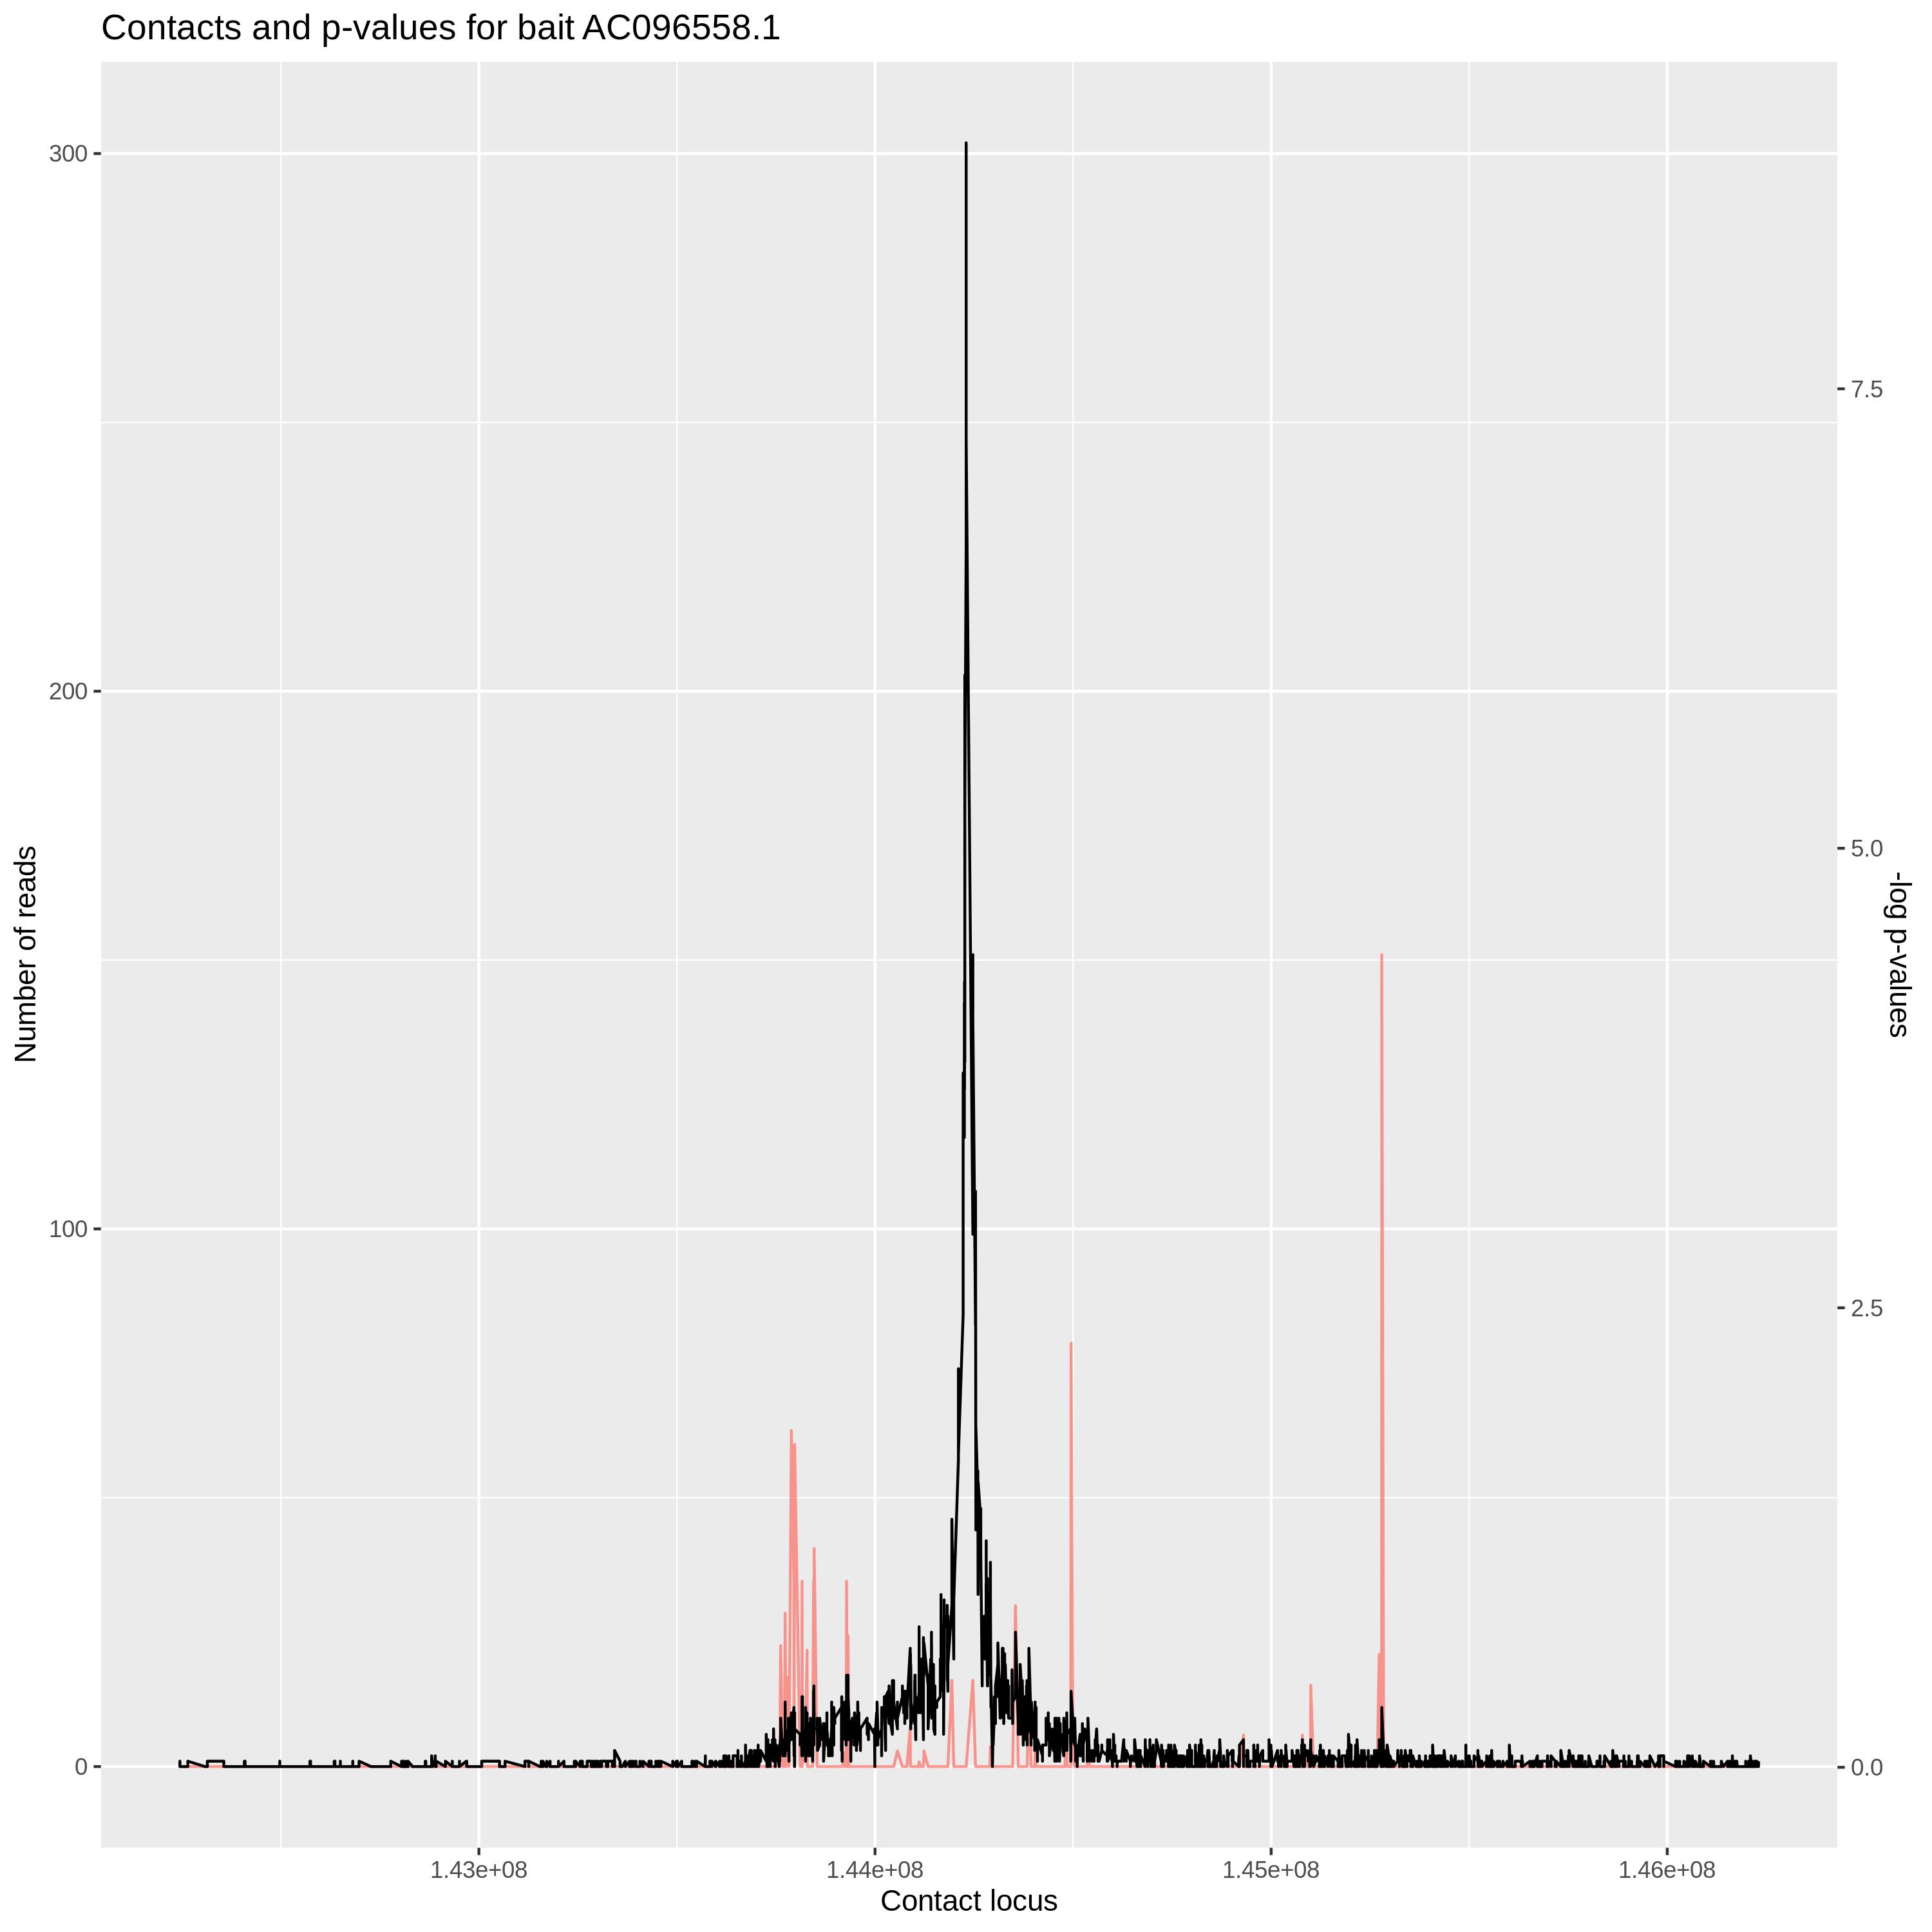 Contacts and p-values for bait AC096558.1
300
200
100
0
Number of reads
7.5
5.0
2.5
0.0
-log p-values
1.43e+08 1.44e+08 1.45e+08 1.46e+08
Contact locus